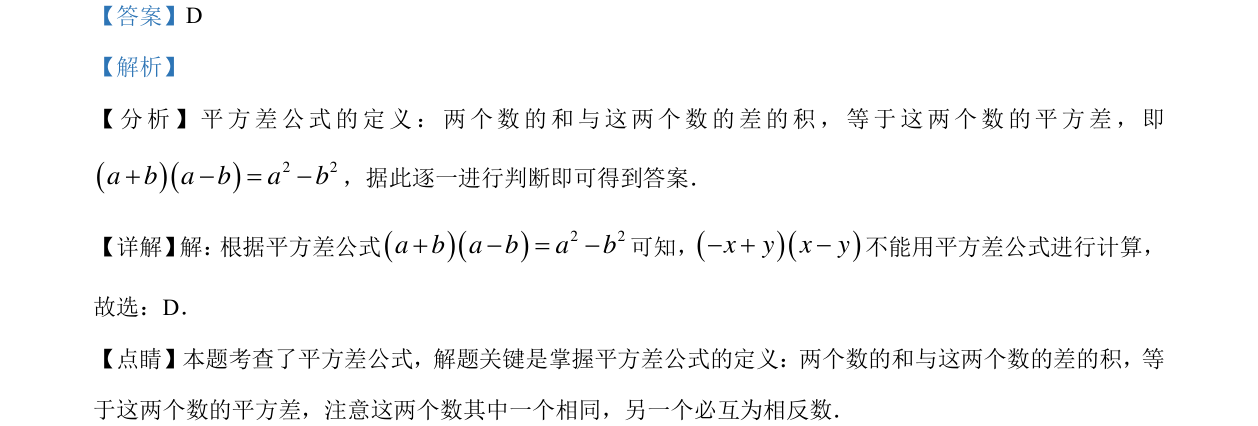 【答案】D
【解析】
【分析】平方差公式的定义：两个数的和与这两个数的差的积，等于这两个数的平方差，即
(a+b)(a−b)=a²−b²，据此逐一进行判断即可得到答案．
【详解】解：根据平方差公式(a+b)(a−b)=a²−b²可知，(−x+y)(x−y)不能用平方差公式进行计算，
故选：D．
【点睛】本题考查了平方差公式，解题关键是掌握平方差公式的定义：两个数的和与这两个数的差的积，等
于这两个数的平方差，注意这两个数其中一个相同，另一个必互为相反数．